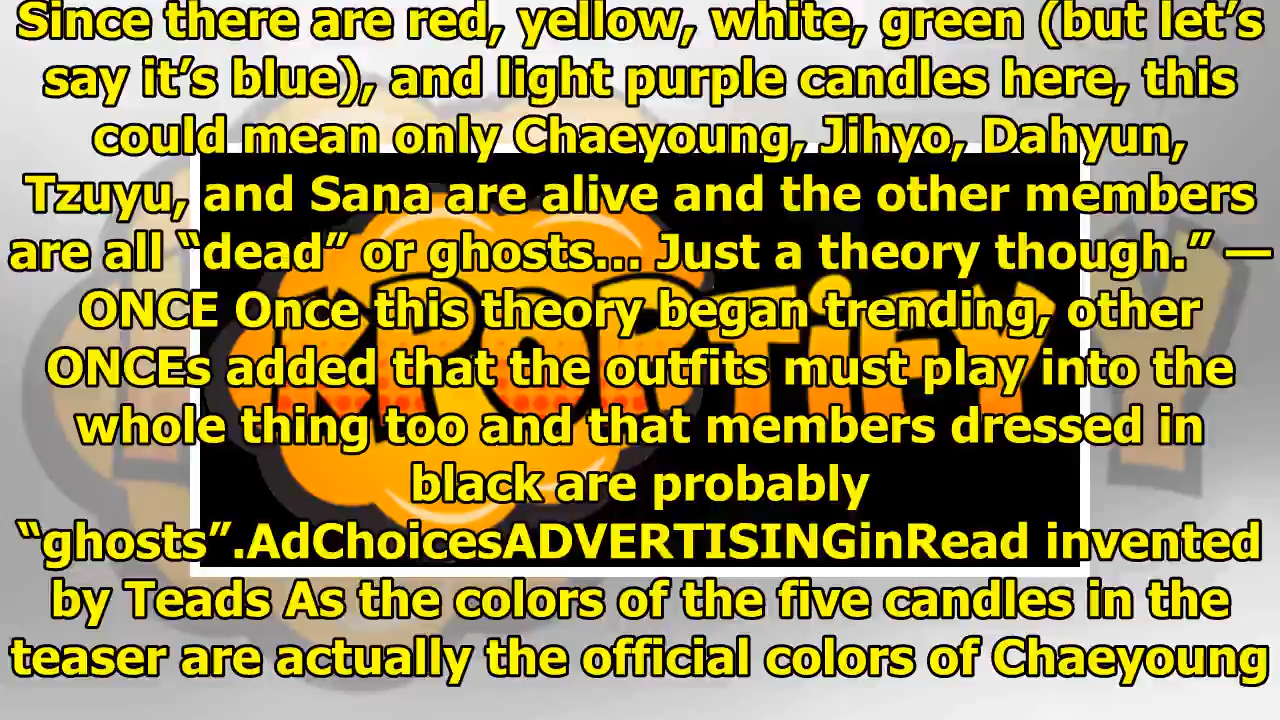 Since there are red, yellow, white, green (but let’s
say it’s blue), and light purple candles here, this
could mean only Chaeyoung, Jihyo, Dahyun,
Tzuyu, and Sana are alive and the other members
are all “dead” or ghosts... Just a theory though.” —
ONCE Once this theory began trending, other
ONCEs added that the outfits must play into the
whole thing too and that members dressed in
black are probably
“ghosts”.AdChoicesADVERTISINGinRead invented
by Teads As the colors of the five candles in the
teaser are actually the official colors of Chaeyoung
KPOPTiFY
Y